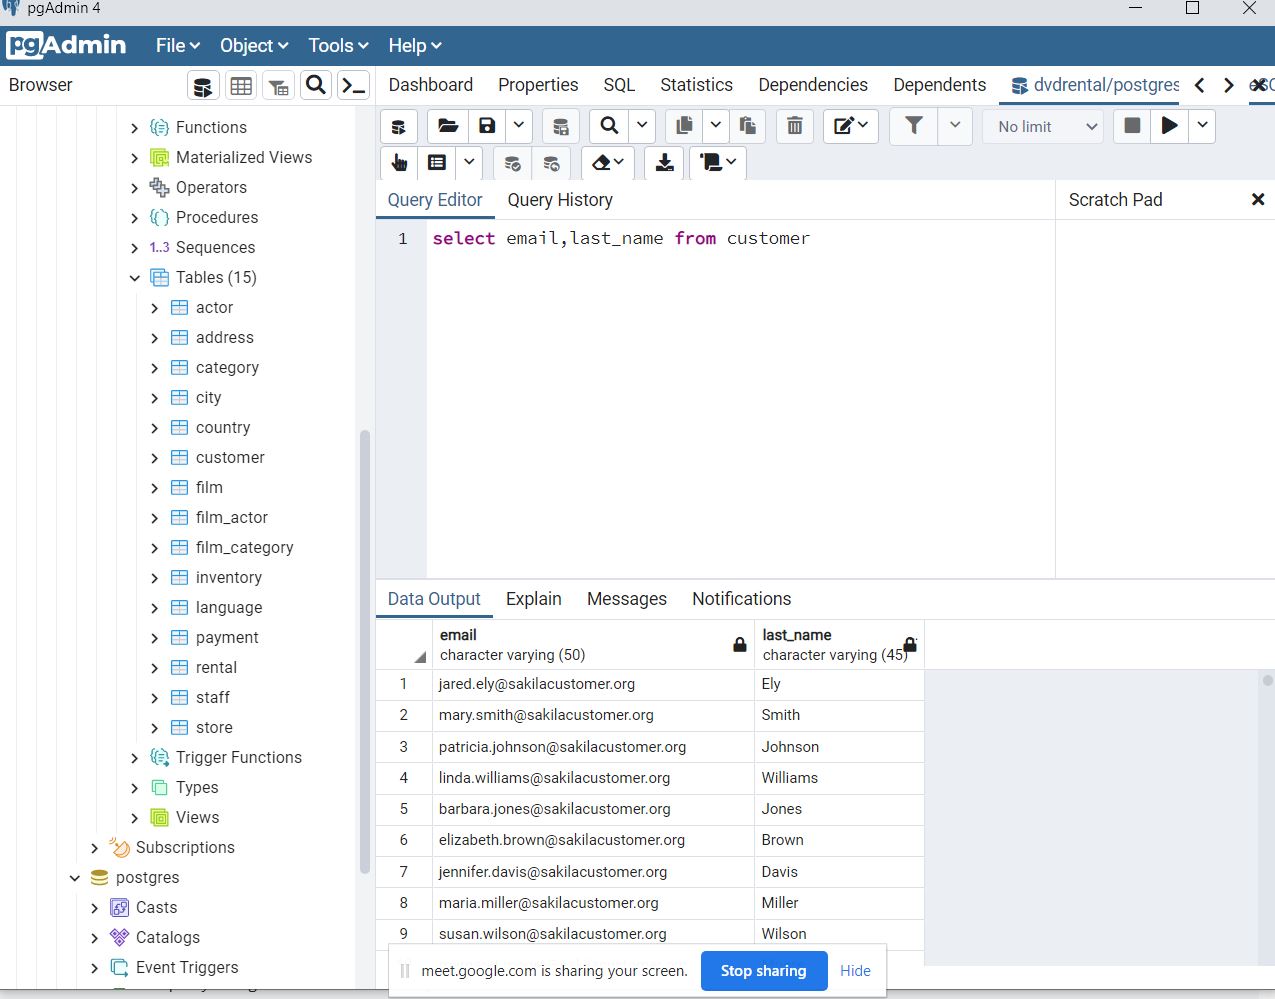 pgAdmin 4
pgAdmin File Object Tools Help
Browser
Dashboard Properties SQL Statistics Dependencies Dependents dvdrental/postgres
No limit
Functions
Materialized Views
Operators
Procedures
1..3 Sequences
Tables (15)
actor
address
category
city
country
customer
film
film_actor
film_category
inventory
language
payment
rental
staff
store
Trigger Functions
Types
Views
Subscriptions
postgres
Casts
Catalogs
Event Triggers
Query Editor Query History
Scratch Pad
1 select email,last_name from customer
Data Output Explain Messages Notifications
email last_name
character varying (50) character varying (45)
1 jared.ely@sakilacustomer.org Ely
2 mary.smith@sakilacustomer.org Smith
3 patricia.johnson@sakilacustomer.org Johnson
4 linda.williams@sakilacustomer.org Williams
5 barbara.jones@sakilacustomer.org Jones
6 elizabeth.brown@sakilacustomer.org Brown
7 jennifer.davis@sakilacustomer.org Davis
8 maria.miller@sakilacustomer.org Miller
9 susan.wilson@sakilacustomer.org Wilson
meet.google.com is sharing your screen. Stop sharing Hide